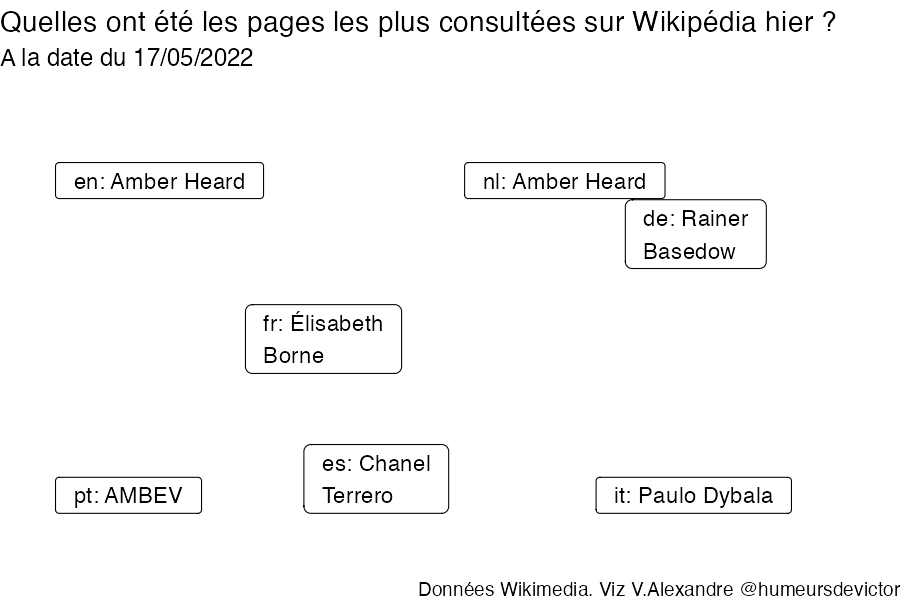 Quelles ont été les pages les plus consultées sur Wikipédia hier ?
A la date du 17/05/2022
en: Amber Heard
nl: Amber Heard
de: Rainer
Basedow
fr: Élisabeth
Borne
es: Chanel
Terrero
pt: AMBEV
it: Paulo Dybala
Données Wikimedia. Viz V.Alexandre @humeursdevictor